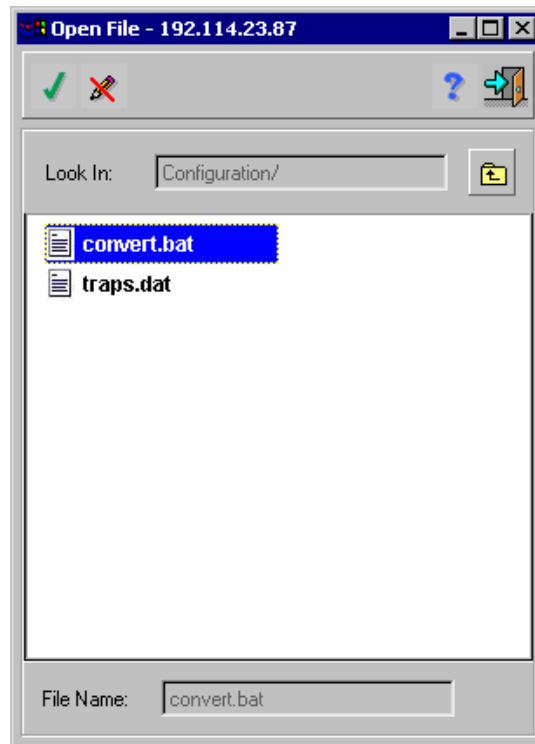 Open File - 192.114.23.87
?
Look In: Configuration/
convert.bat
traps.dat
File Name: convert.bat